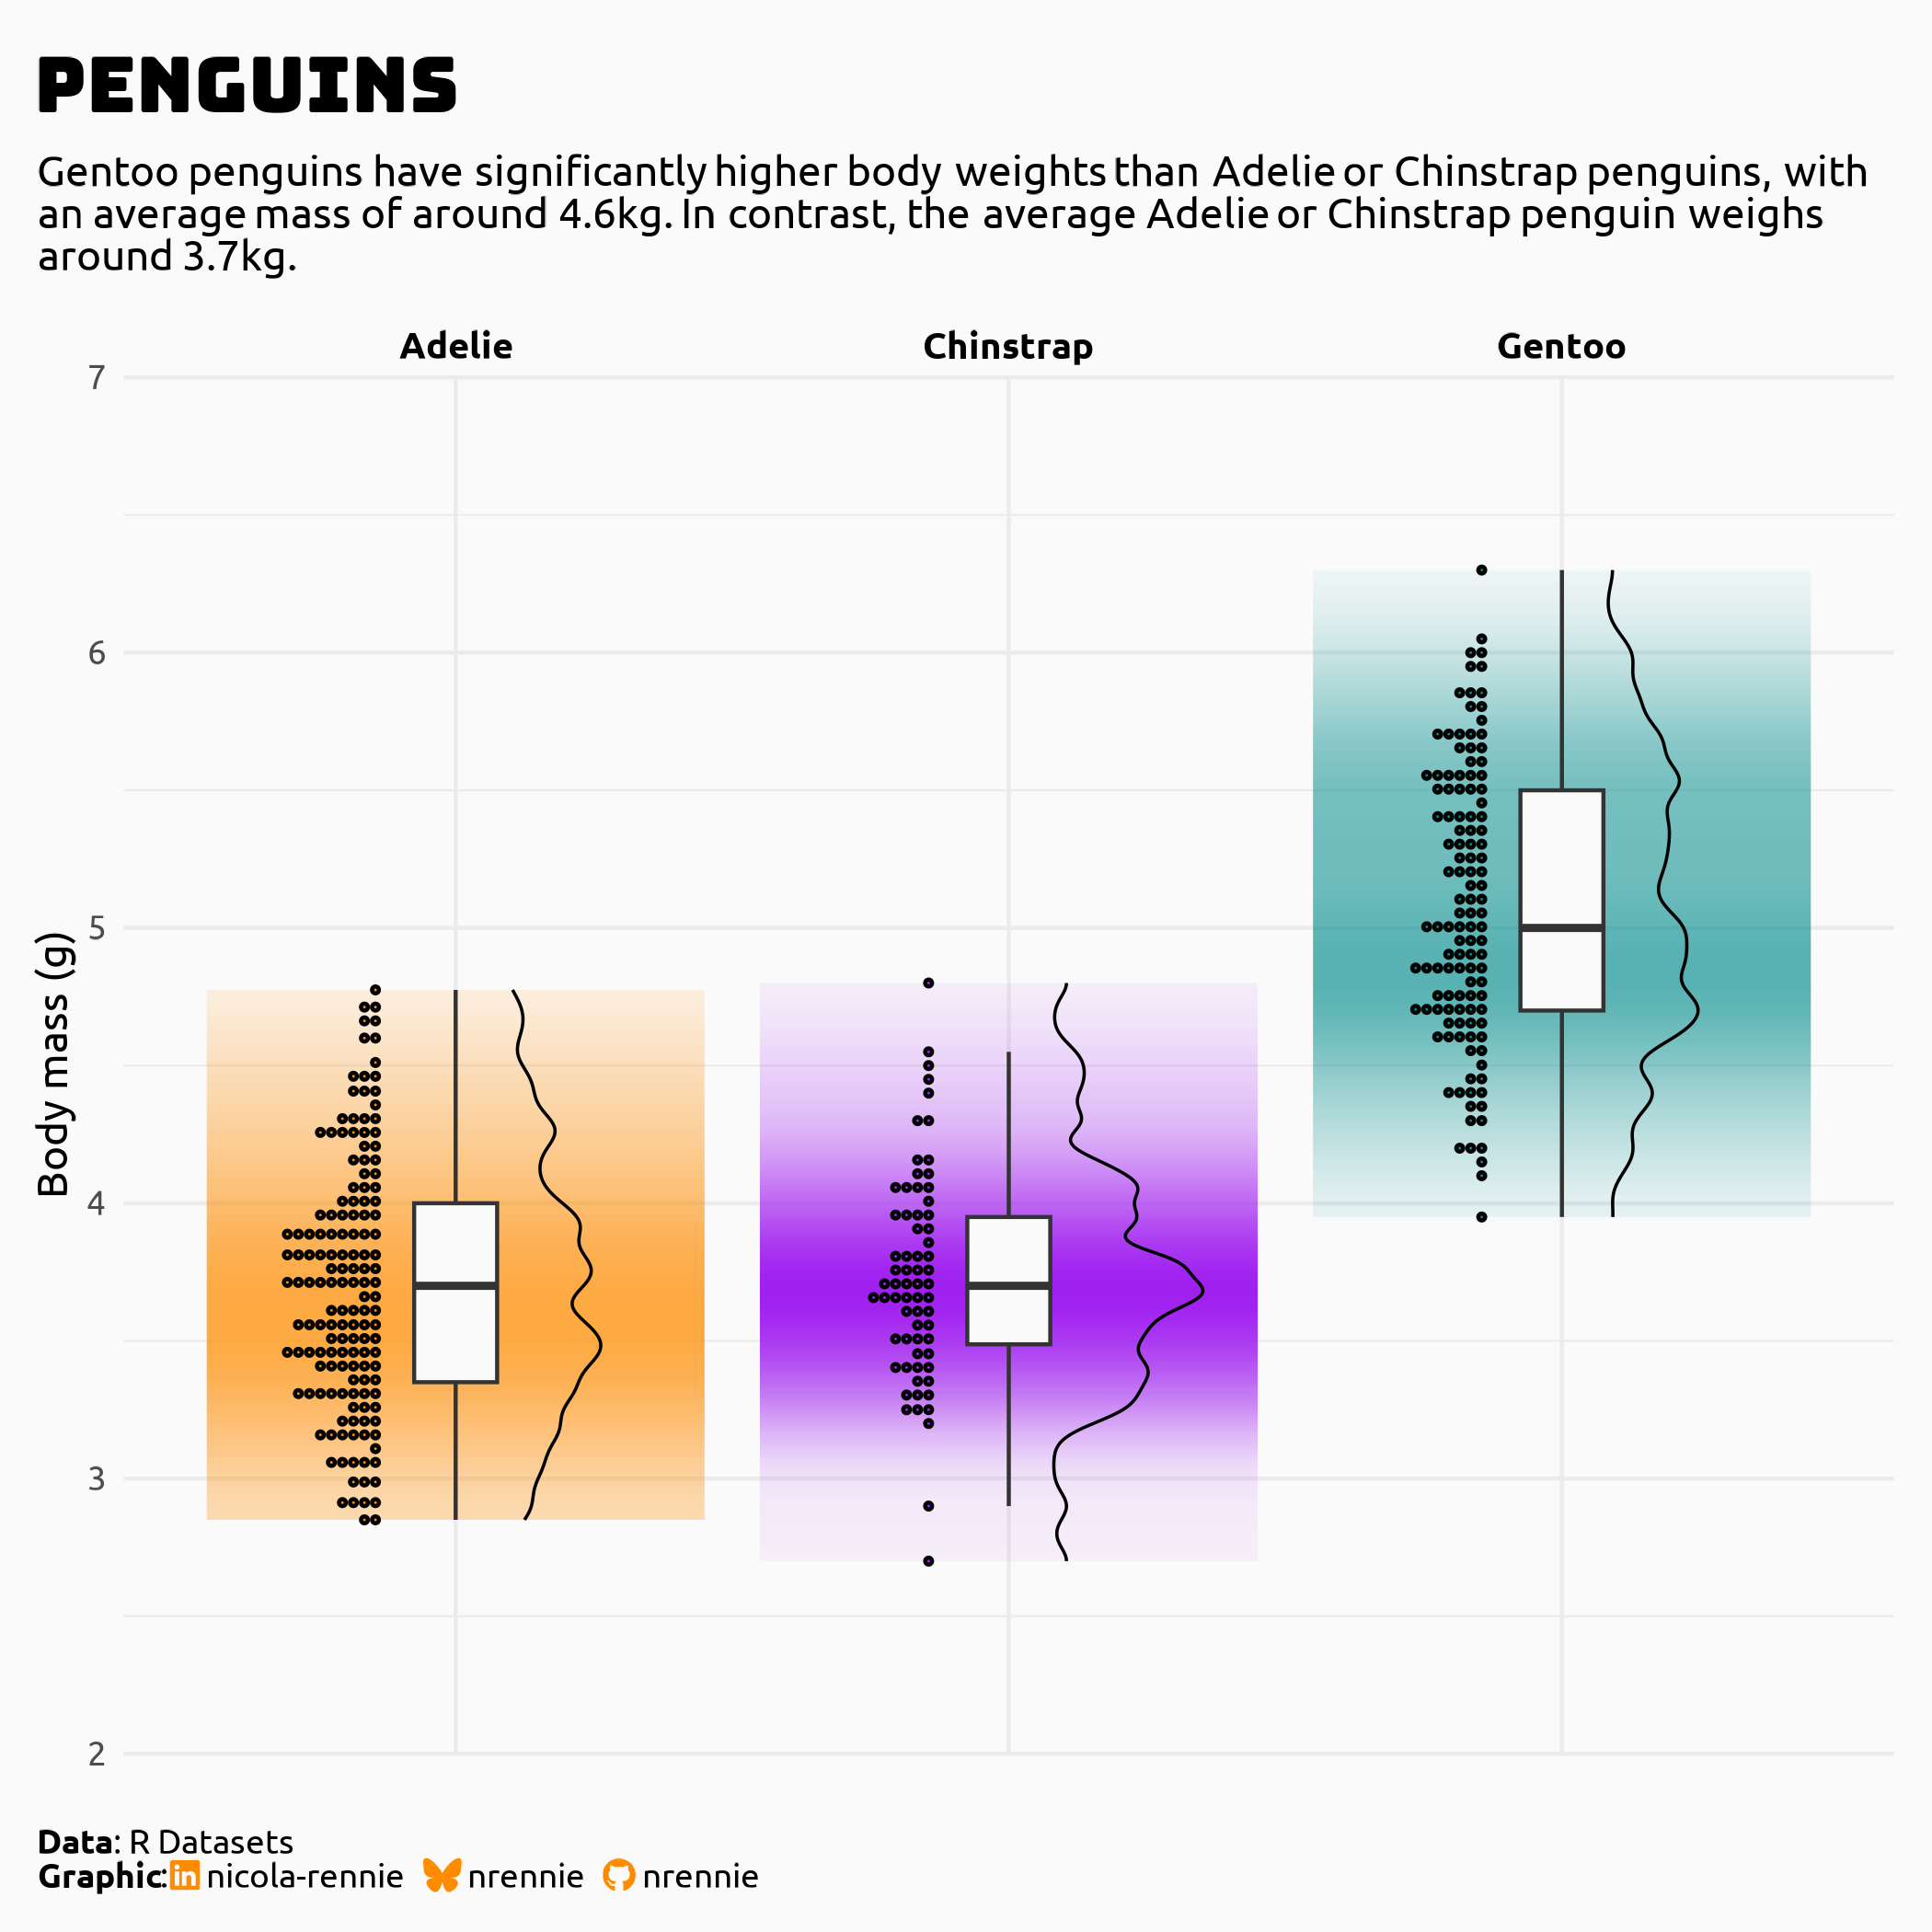 PENGUINS
Gentoo penguins have significantly higher body weights than Adelie or Chinstrap penguins, with
an average mass of around 4.6kg. In contrast, the average Adelie or Chinstrap penguin weighs
around 3.7kg.
Adelie
Chinstrap
Gentoo
7
6
5
4
3
2
Body mass (g)
Data: R Datasets
Graphic: nicola-rennie nrennie nrennie